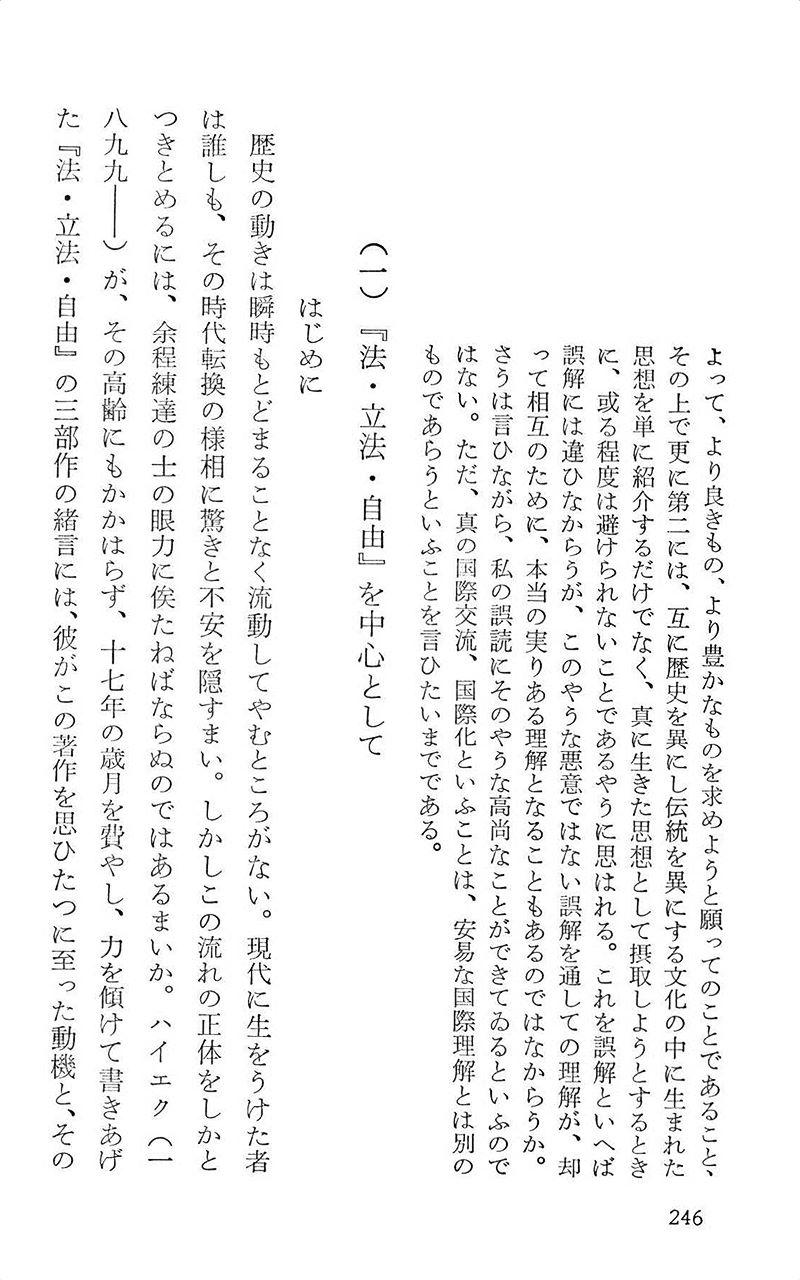 よって、より良きもの、より豊かなものを求めようと願ってのことであること、
その上で更に第二には、互に歴史を異にし伝統を異にする文化の中に生まれた
思想を単に紹介するだけでなく、真に生きた思想として摂取しようとするとき
に、或る程度は避けられないことであるやうに思はれる。これを誤解といへば
誤解には違ひなからうが、このやうな悪意ではない誤解を通しての理解が、却
って相互のために、本当の実りある理解となることもあるのではなからうか。
さうは言ひながら、私の誤読にそのやうな高尚なことができてゐるといふので
はない。ただ、真の国際交流、国際化といふことは、安易な国際理解とは別の
ものであらうといふことを言ひたいまでである。
（一）『法・立法・自由』を中心として
はじめに
歴史の動きは瞬時もとどまることなく流動してやむところがない。現代に生をうけた者
は誰しも、その時代転換の様相に驚きと不安を隠すまい。しかしこの流れの正体をしかと
つきとめるには、余程練達の士の眼力に俟たねばならぬのではあるまいか。ハイエク（一
八九九――）が、その高齢にもかかはらず、十七年の歳月を費やし、力を傾けて書きあげ
た『法・立法・自由』の三部作の緒言には、彼がこの著作を思ひたつに至った動機と、その
246